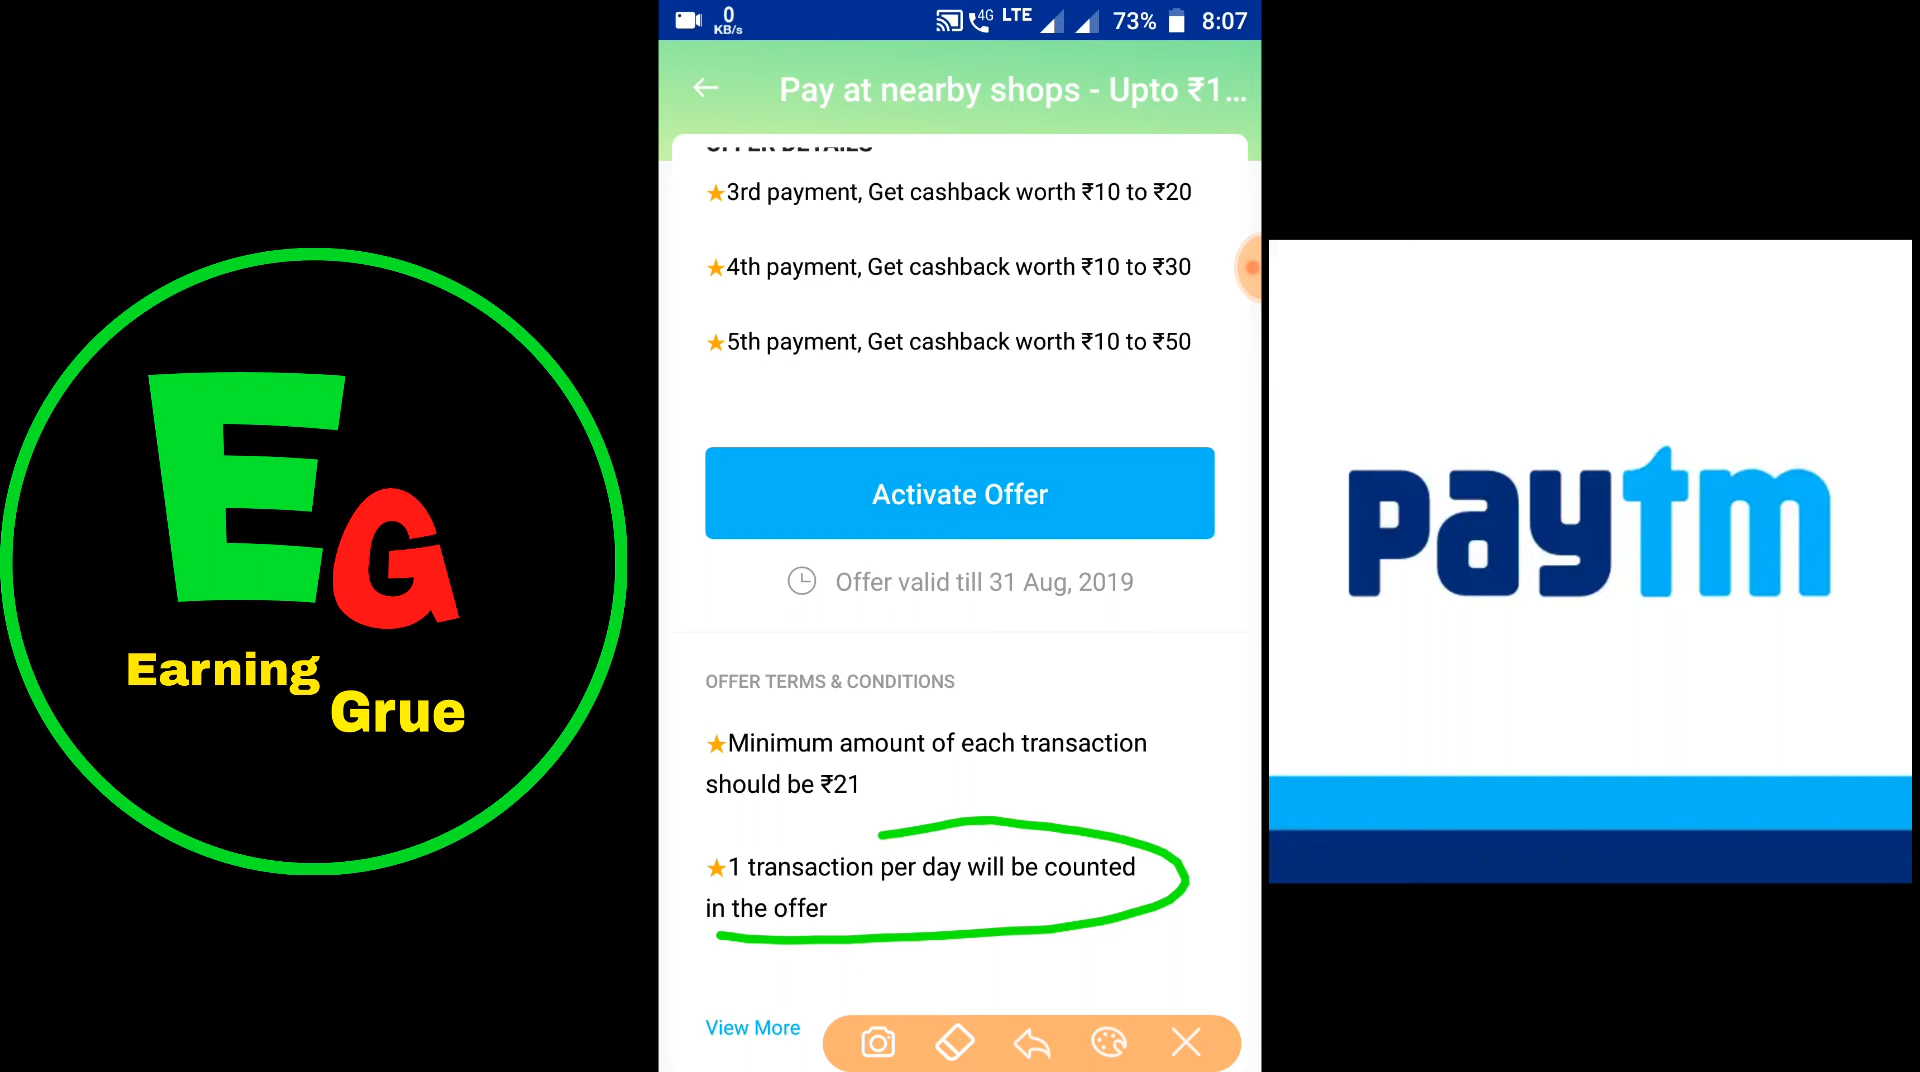 0
KB/s
4G LTE 73% 8:07
Pay at nearby shops - Upto ₹1...
OFFER DETAILS
★3rd payment, Get cashback worth ₹10 to ₹20
★4th payment, Get cashback worth ₹10 to ₹30
★5th payment, Get cashback worth ₹10 to ₹50
Activate Offer
Offer valid till 31 Aug, 2019
OFFER TERMS & CONDITIONS
★Minimum amount of each transaction
should be ₹21
★1 transaction per day will be counted
in the offer
View More
EG
Earning
Grue
paytm